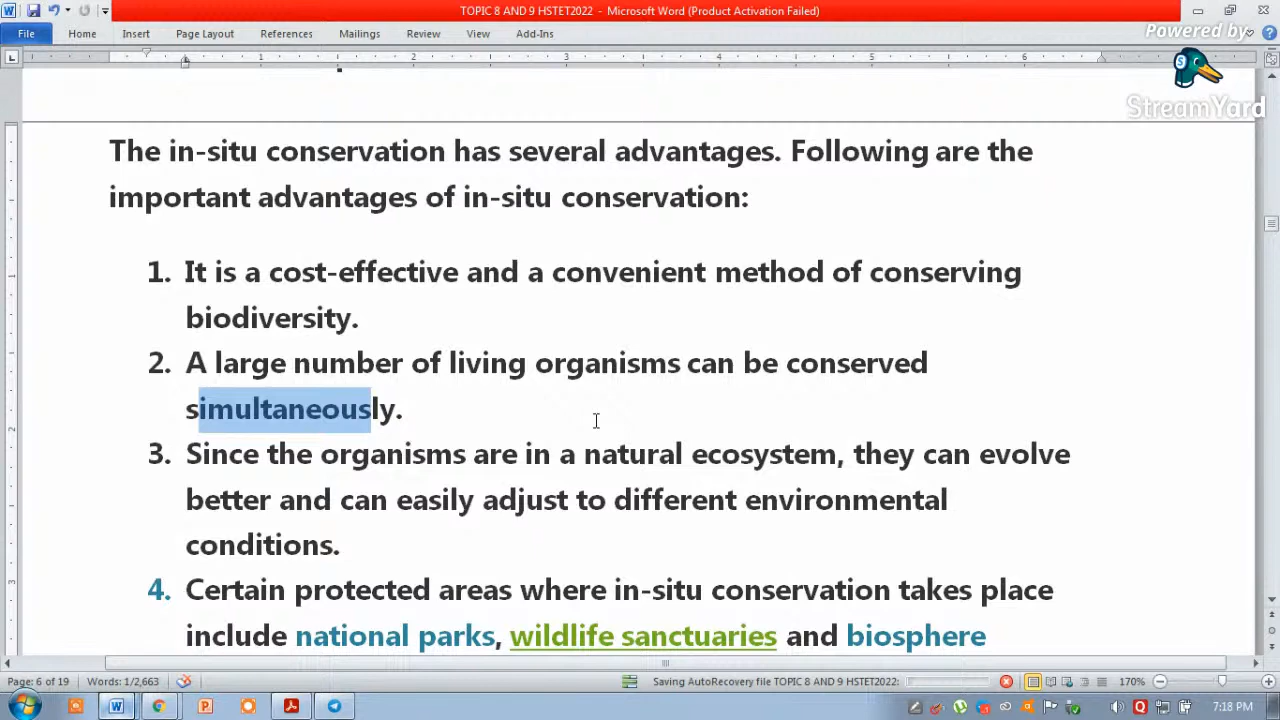 TOPIC 8 AND 9 HSTET2022 - Microsoft Word (Product Activation Failed)
File Home Insert Page Layout References Mailings Review View Add-Ins
Powered by
StreamYard
1 2 3 4 5 6
The in-situ conservation has several advantages. Following are the
important advantages of in-situ conservation:
1. It is a cost-effective and a convenient method of conserving
biodiversity.
2. A large number of living organisms can be conserved
simultaneously.
3. Since the organisms are in a natural ecosystem, they can evolve
better and can easily adjust to different environmental
conditions.
4. Certain protected areas where in-situ conservation takes place
include national parks, wildlife sanctuaries and biosphere
Page: 6 of 19 Words: 1/2,663 Saving AutoRecovery file TOPIC 8 AND 9 HSTET2022: 170%
7:18 PM